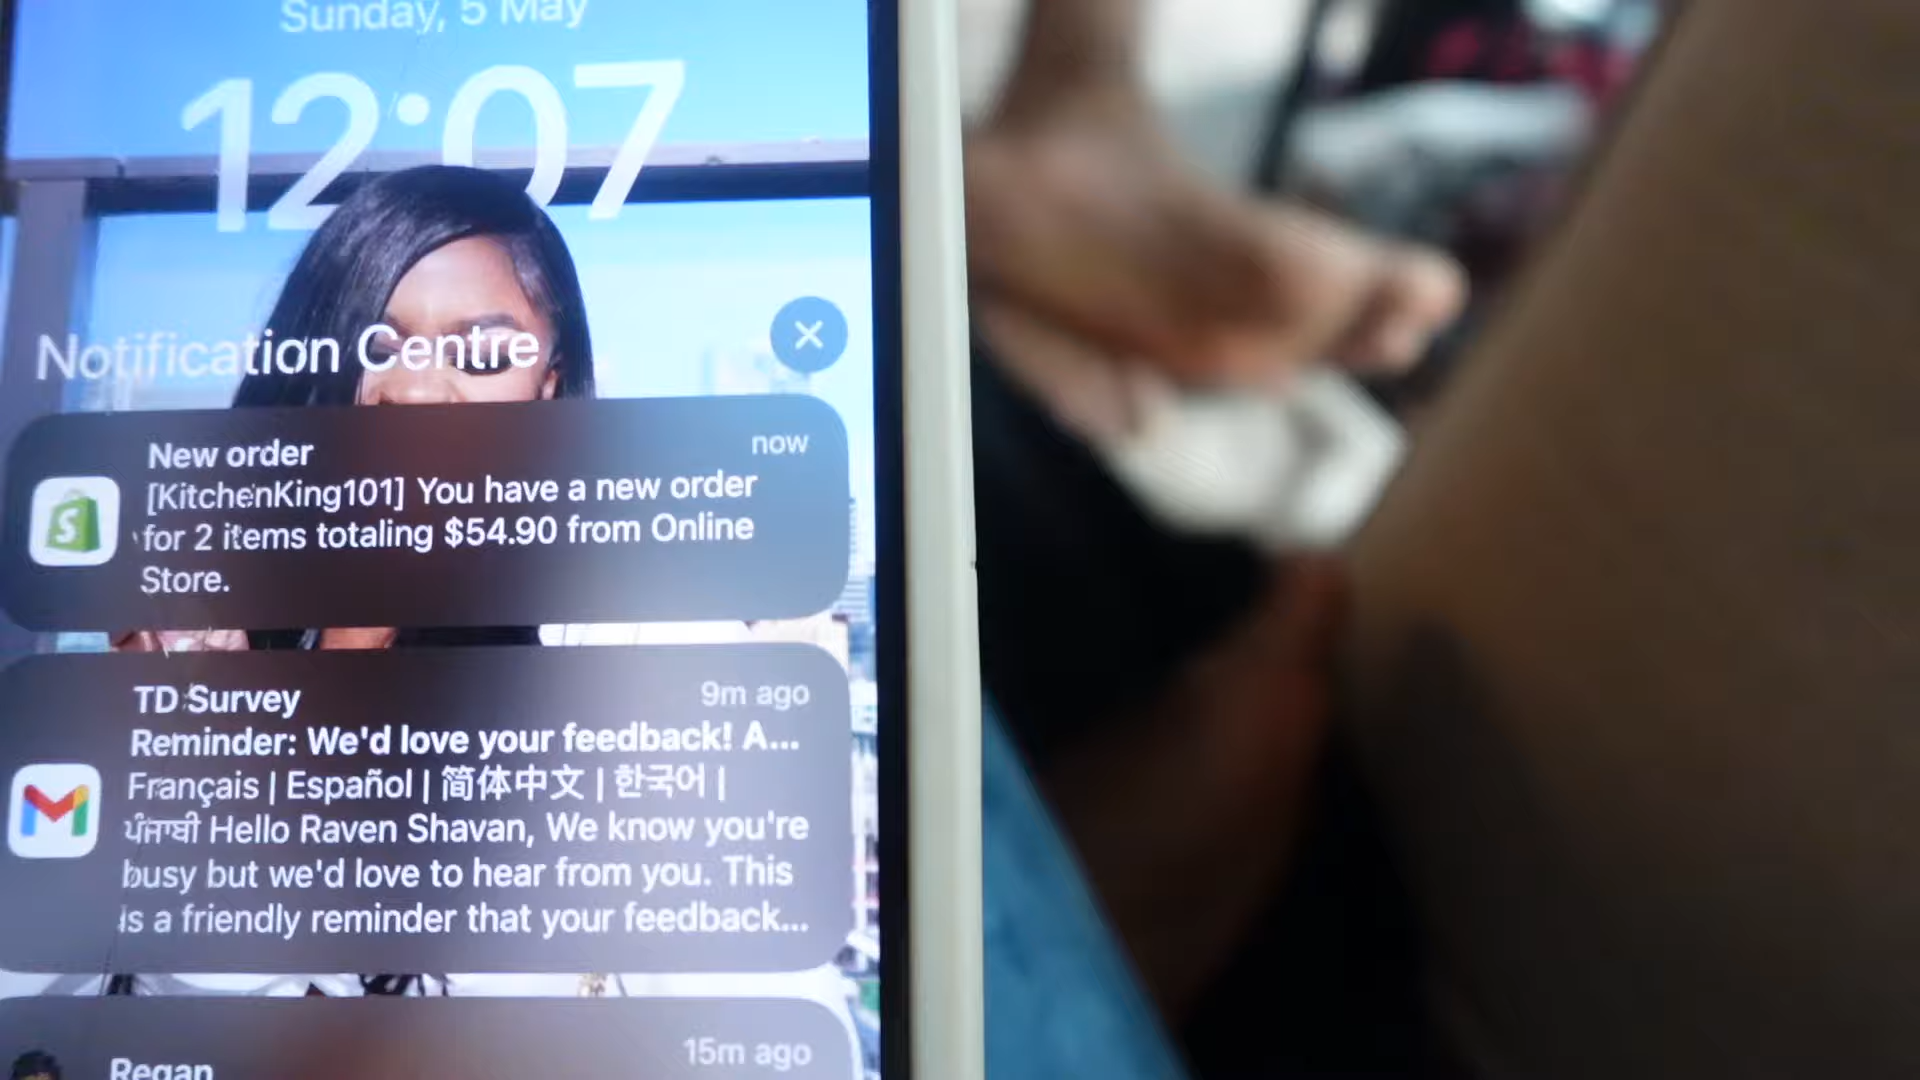 Sunday, 5 May
12:07
Notification Centre
New order
now
[KitchenKing101] You have a new order
for 2 items totaling $54.90 from Online
Store.
TD Survey
9m ago
Reminder: We'd love your feedback! A...
Français | Español | 简体中文 | 한국어 |
ਪੰਜਾਬੀ Hello Raven Shavan, We know you're
busy but we'd love to hear from you. This
is a friendly reminder that your feedback...
15m ago
Regan